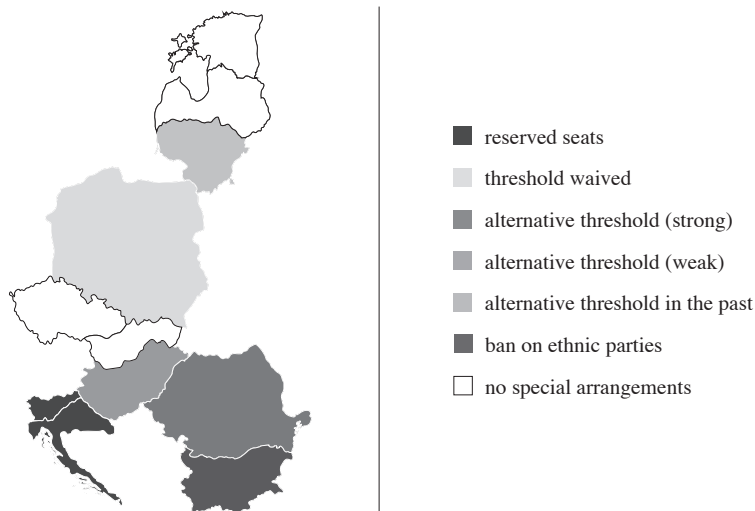 reserved seats
threshold waived
alternative threshold (strong)
alternative threshold (weak)
alternative threshold in the past
ban on ethnic parties
no special arrangements